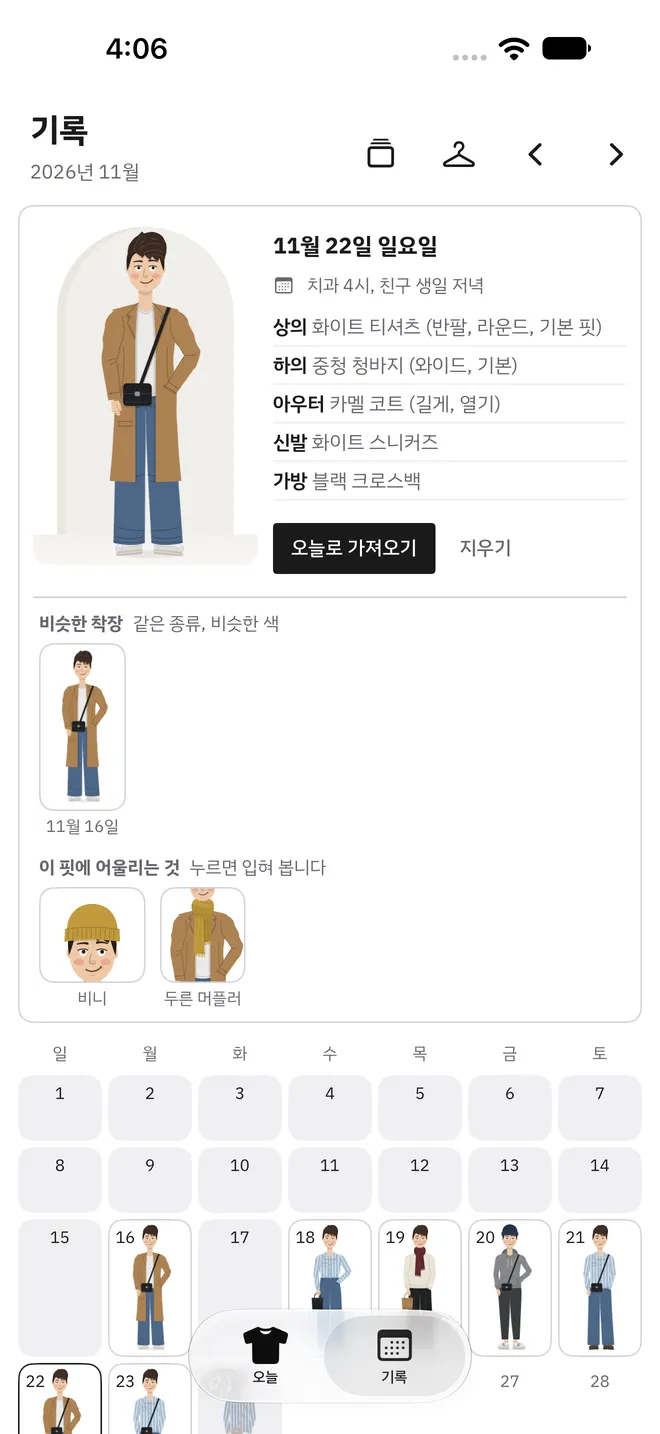 4:06
기록
2026년 11월
11월 22일 일요일
치과 4시, 친구 생일 저녁
상의 화이트 티셔츠 (반팔, 라운드, 기본 핏)
하의 중청 청바지 (와이드, 기본)
아우터 카멜 코트 (길게, 열기)
신발 화이트 스니커즈
가방 블랙 크로스백
오늘로 가져오기 지우기
비슷한 착장 같은 종류, 비슷한 색
11월 16일
이 핏에 어울리는 것 누르면 입혀 봅니다
비니 두른 머플러
일 월 화 수 목 금 토
1 2 3 4 5 6 7
8 9 10 11 12 13 14
15 16 17 18 19 20 21
22 23 27 28
오늘 기록